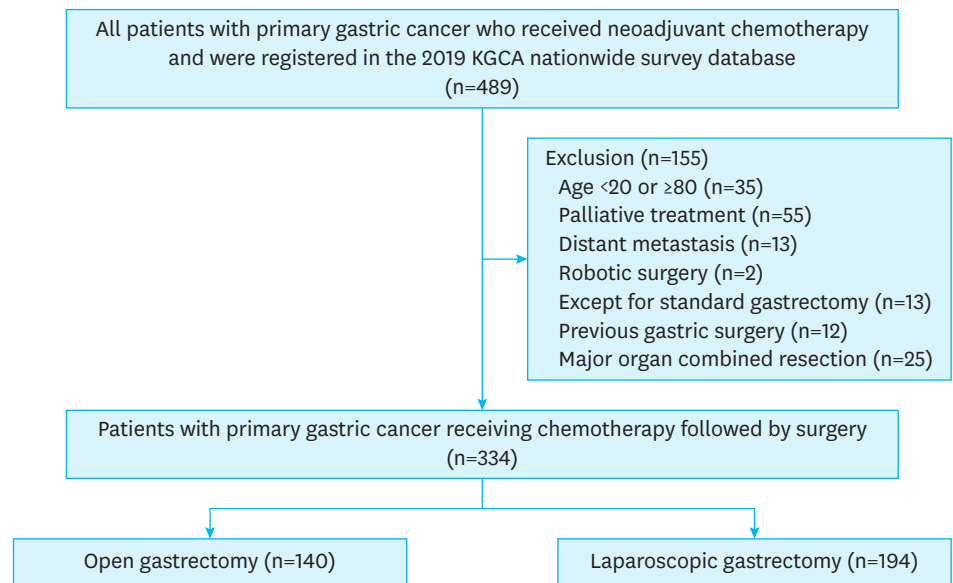 All patients with primary gastric cancer who received neoadjuvant chemotherapy
and were registered in the 2019 KGCA nationwide survey database
(n=489)
Exclusion (n=155)
Age <20 or ≥80 (n=35)
Palliative treatment (n=55)
Distant metastasis (n=13)
Robotic surgery (n=2)
Except for standard gastrectomy (n=13)
Previous gastric surgery (n=12)
Major organ combined resection (n=25)
Patients with primary gastric cancer receiving chemotherapy followed by surgery
(n=334)
Open gastrectomy (n=140)
Laparoscopic gastrectomy (n=194)